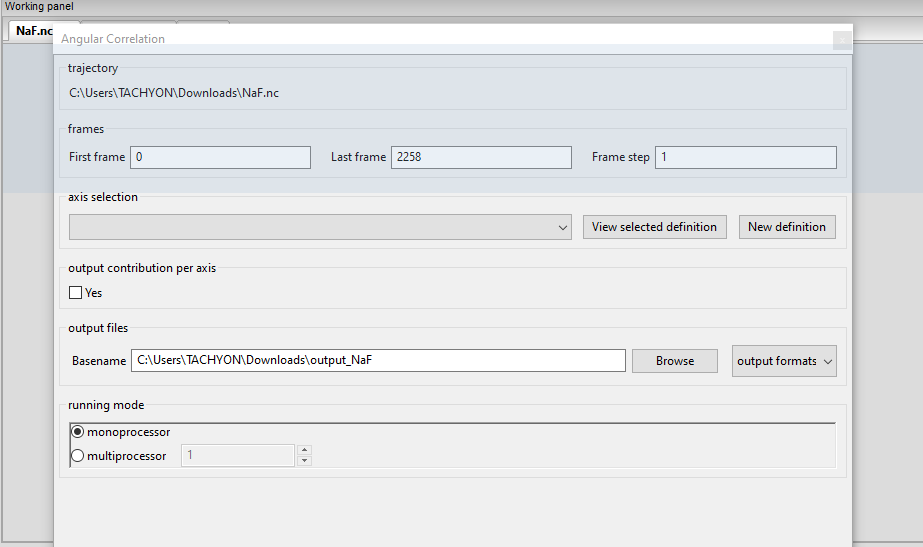 Working panel
NaF.nc
Angular Correlation
trajectory
C:\Users\TACHYON\Downloads\NaF.nc
frames
First frame 0 Last frame 2258 Frame step 1
axis selection
View selected definition New definition
output contribution per axis
Yes
output files
Basename C:\Users\TACHYON\Downloads\output_NaF Browse output formats
running mode
monoprocessor
multiprocessor 1